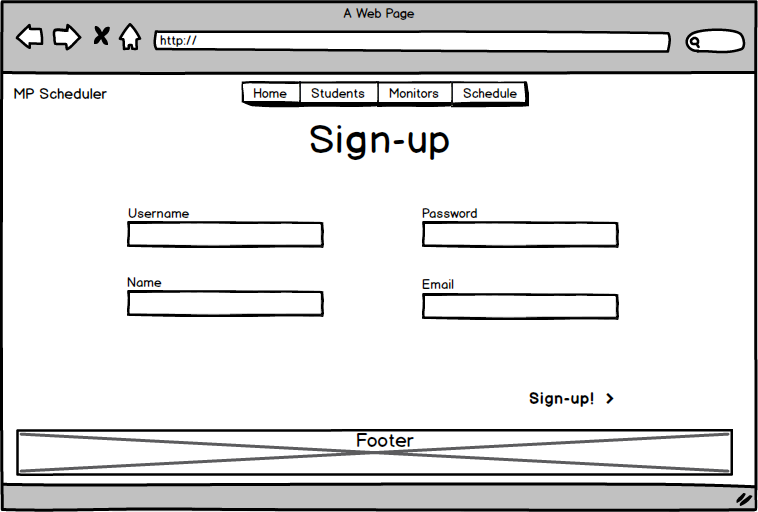 A Web Page
http://
MP Scheduler
Home Students Monitors Schedule
Sign-up
Username Password
Name Email
Sign-up!
Footer